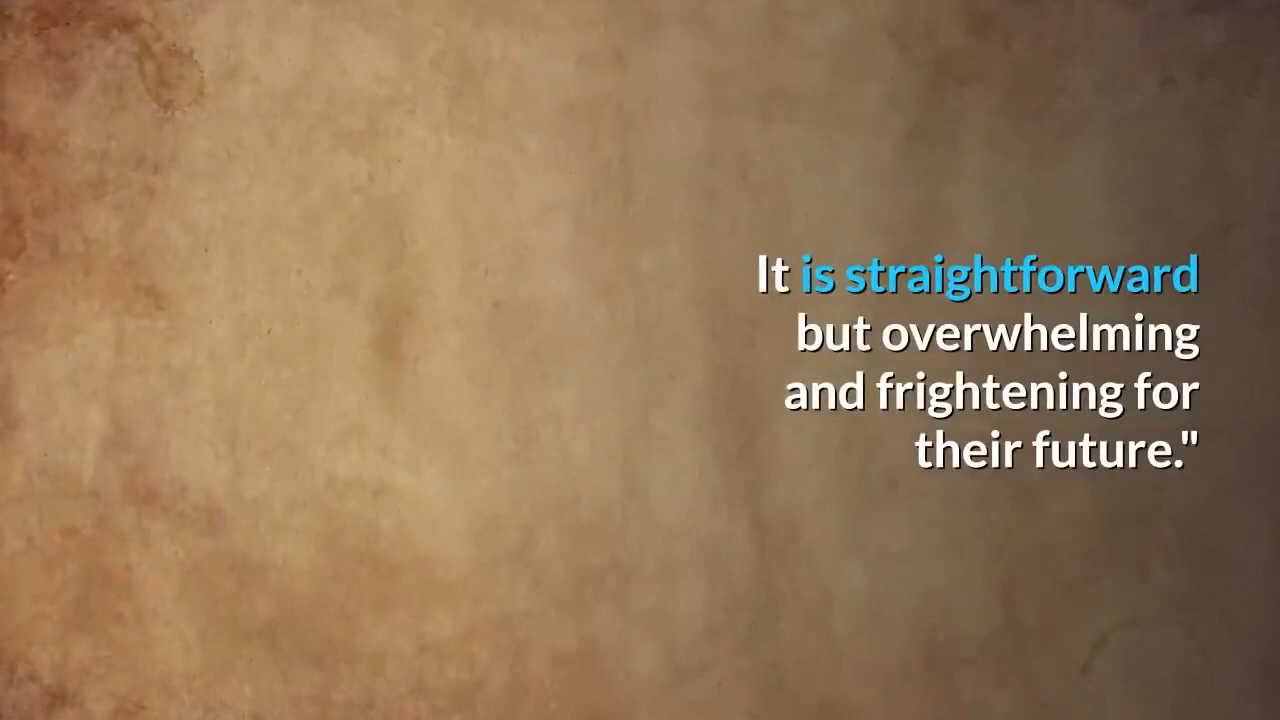 It is straightforward
but overwhelming
and frightening for
their future."